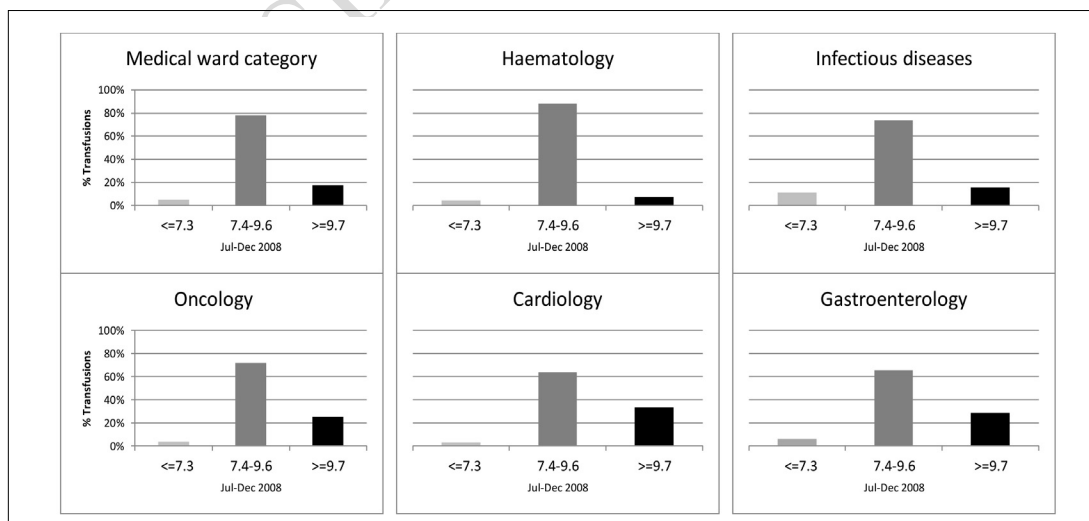 Medical ward category
100%
80%
60%
40%
20%
0%
% Transfusions
<=7.3 7.4-9.6 >=9.7
Jul-Dec 2008
Haematology
<=7.3 7.4-9.6 >=9.7
Jul-Dec 2008
Infectious diseases
<=7.3 7.4-9.6 >=9.7
Jul-Dec 2008
Oncology
100%
80%
60%
40%
20%
0%
% Transfusions
<=7.3 7.4-9.6 >=9.7
Jul-Dec 2008
Cardiology
<=7.3 7.4-9.6 >=9.7
Jul-Dec 2008
Gastroenterology
<=7.3 7.4-9.6 >=9.7
Jul-Dec 2008